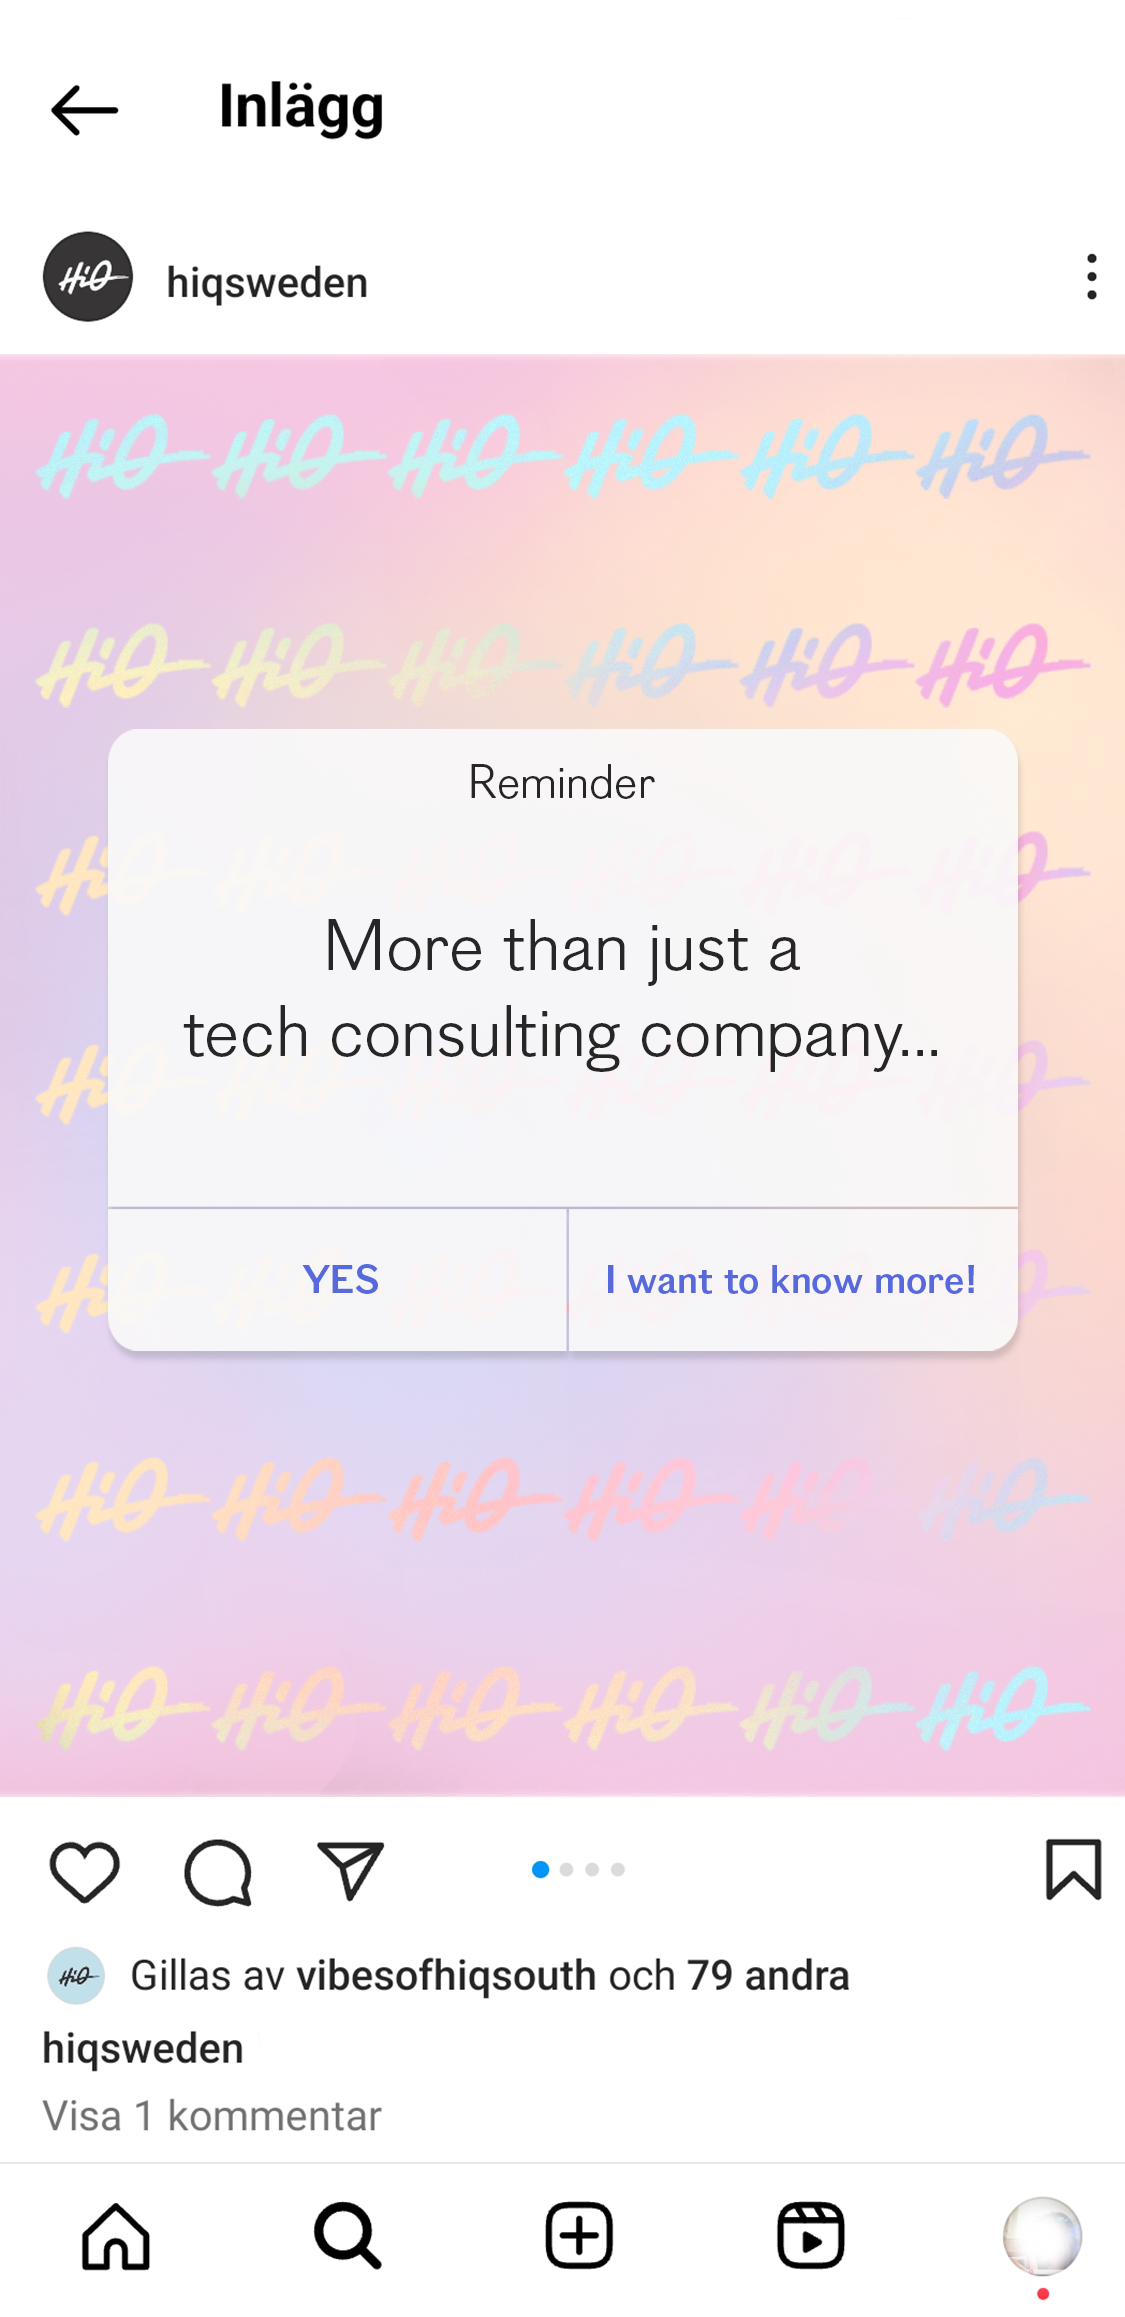 Inlägg
HiQ
hiqsweden
HiQ HiQ HiQ HiQ HiQ HiQ
HiQ HiQ HiQ HiQ HiQ HiQ
Reminder
More than just a
tech consulting company...
YES
I want to know more!
HiQ HiQ HiQ HiQ HiQ HiQ
HiQ HiQ HiQ HiQ HiQ HiQ
HiQ
Gillas av vibesofhiqsouth och 79 andra
hiqsweden
Visa 1 kommentar